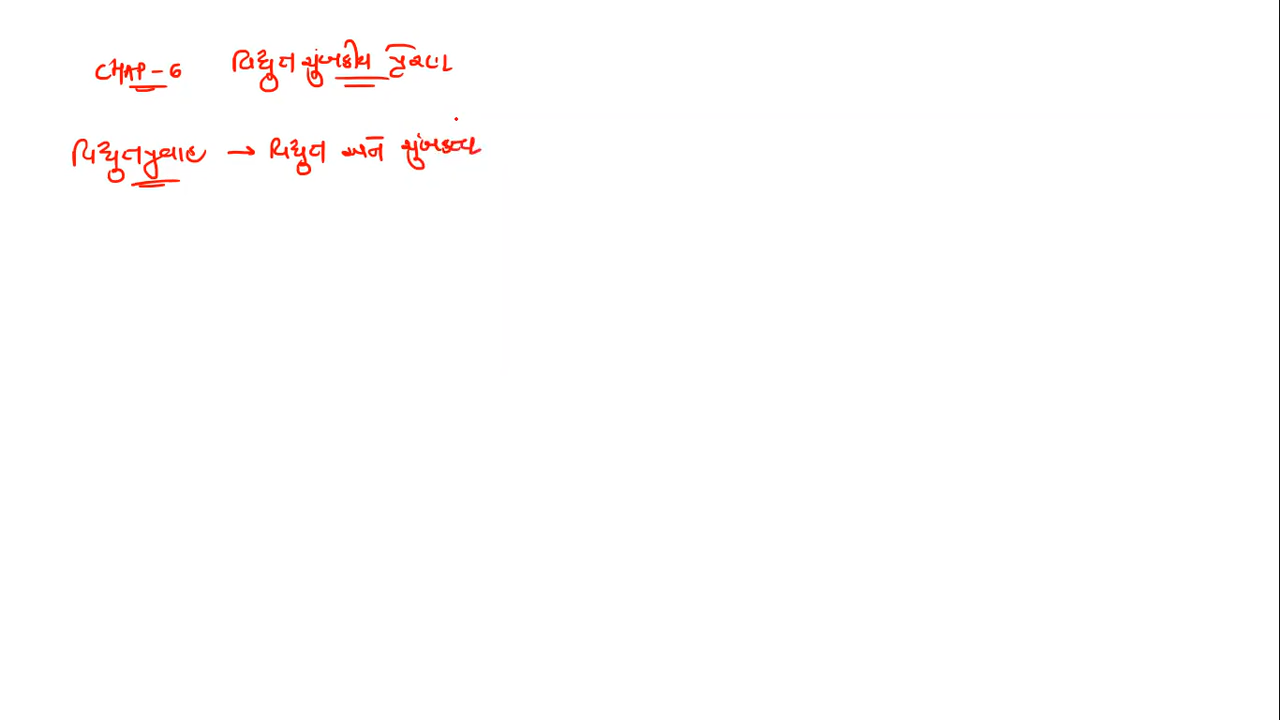 CHAP-6 વિદ્યુત ચુંબકીય પ્રેરણ
વિદ્યુતપ્રવાહ → વિદ્યુત અને ચુંબકત્વ